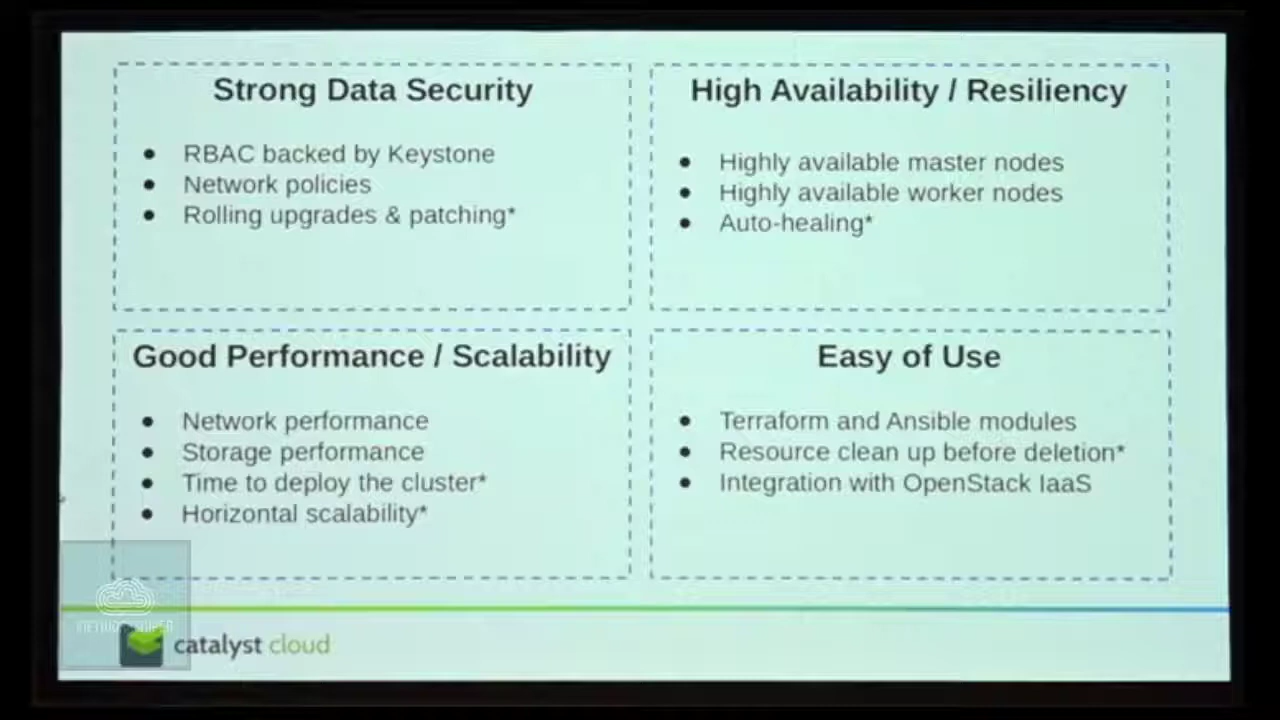 Strong Data Security
● RBAC backed by Keystone
● Network policies
● Rolling upgrades & patching*
High Availability / Resiliency
● Highly available master nodes
● Highly available worker nodes
● Auto-healing*
Good Performance / Scalability
● Network performance
● Storage performance
● Time to deploy the cluster*
● Horizontal scalability*
Easy of Use
● Terraform and Ansible modules
● Resource clean up before deletion*
● Integration with OpenStack IaaS
catalyst cloud